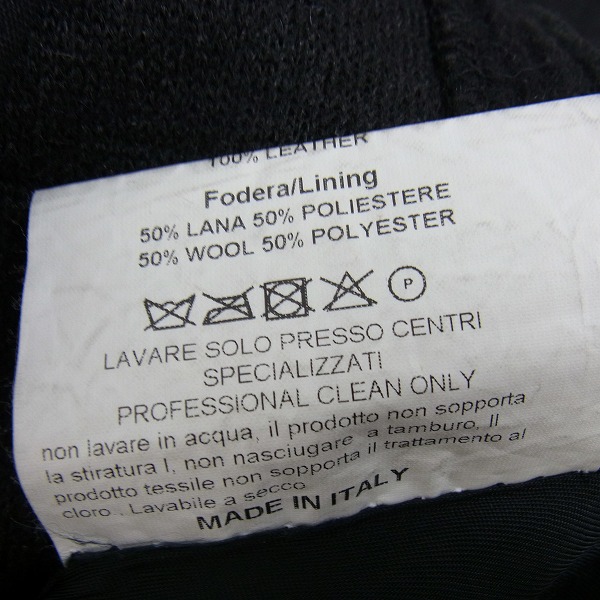 100% LEATHER
Fodera/Lining
50% LANA 50% POLIESTERE
50% WOOL 50% POLYESTER
P
LAVARE SOLO PRESSO CENTRI
SPECIALIZZATI
PROFESSIONAL CLEAN ONLY
non lavare in acqua, il prodotto non sopporta
la stiratura I, non nasciugare a tamburo, Il
prodotto tessile non sopporta il trattamento al
cloro . Lavabile a secco
MADE IN ITALY